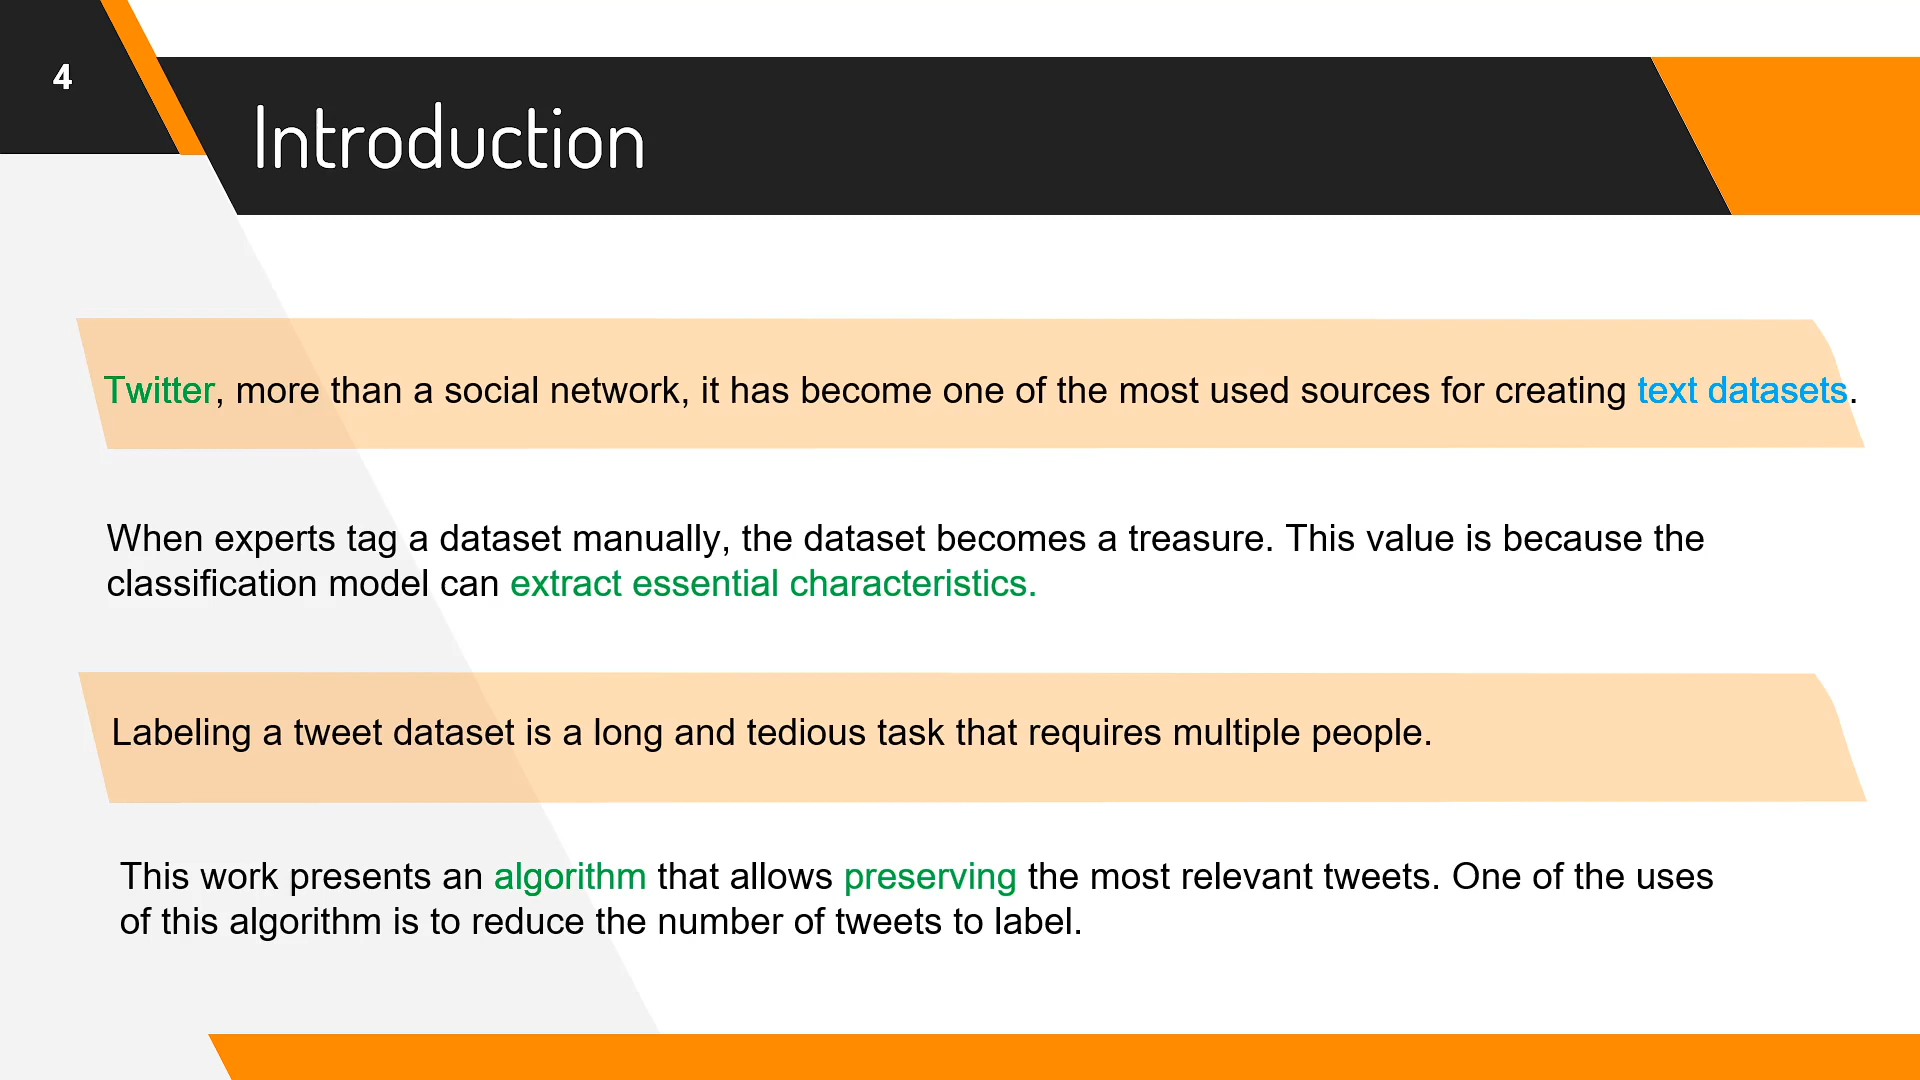 4
Introduction
Twitter, more than a social network, it has become one of the most used sources for creating text datasets.
When experts tag a dataset manually, the dataset becomes a treasure. This value is because the
classification model can extract essential characteristics.
Labeling a tweet dataset is a long and tedious task that requires multiple people.
This work presents an algorithm that allows preserving the most relevant tweets. One of the uses
of this algorithm is to reduce the number of tweets to label.